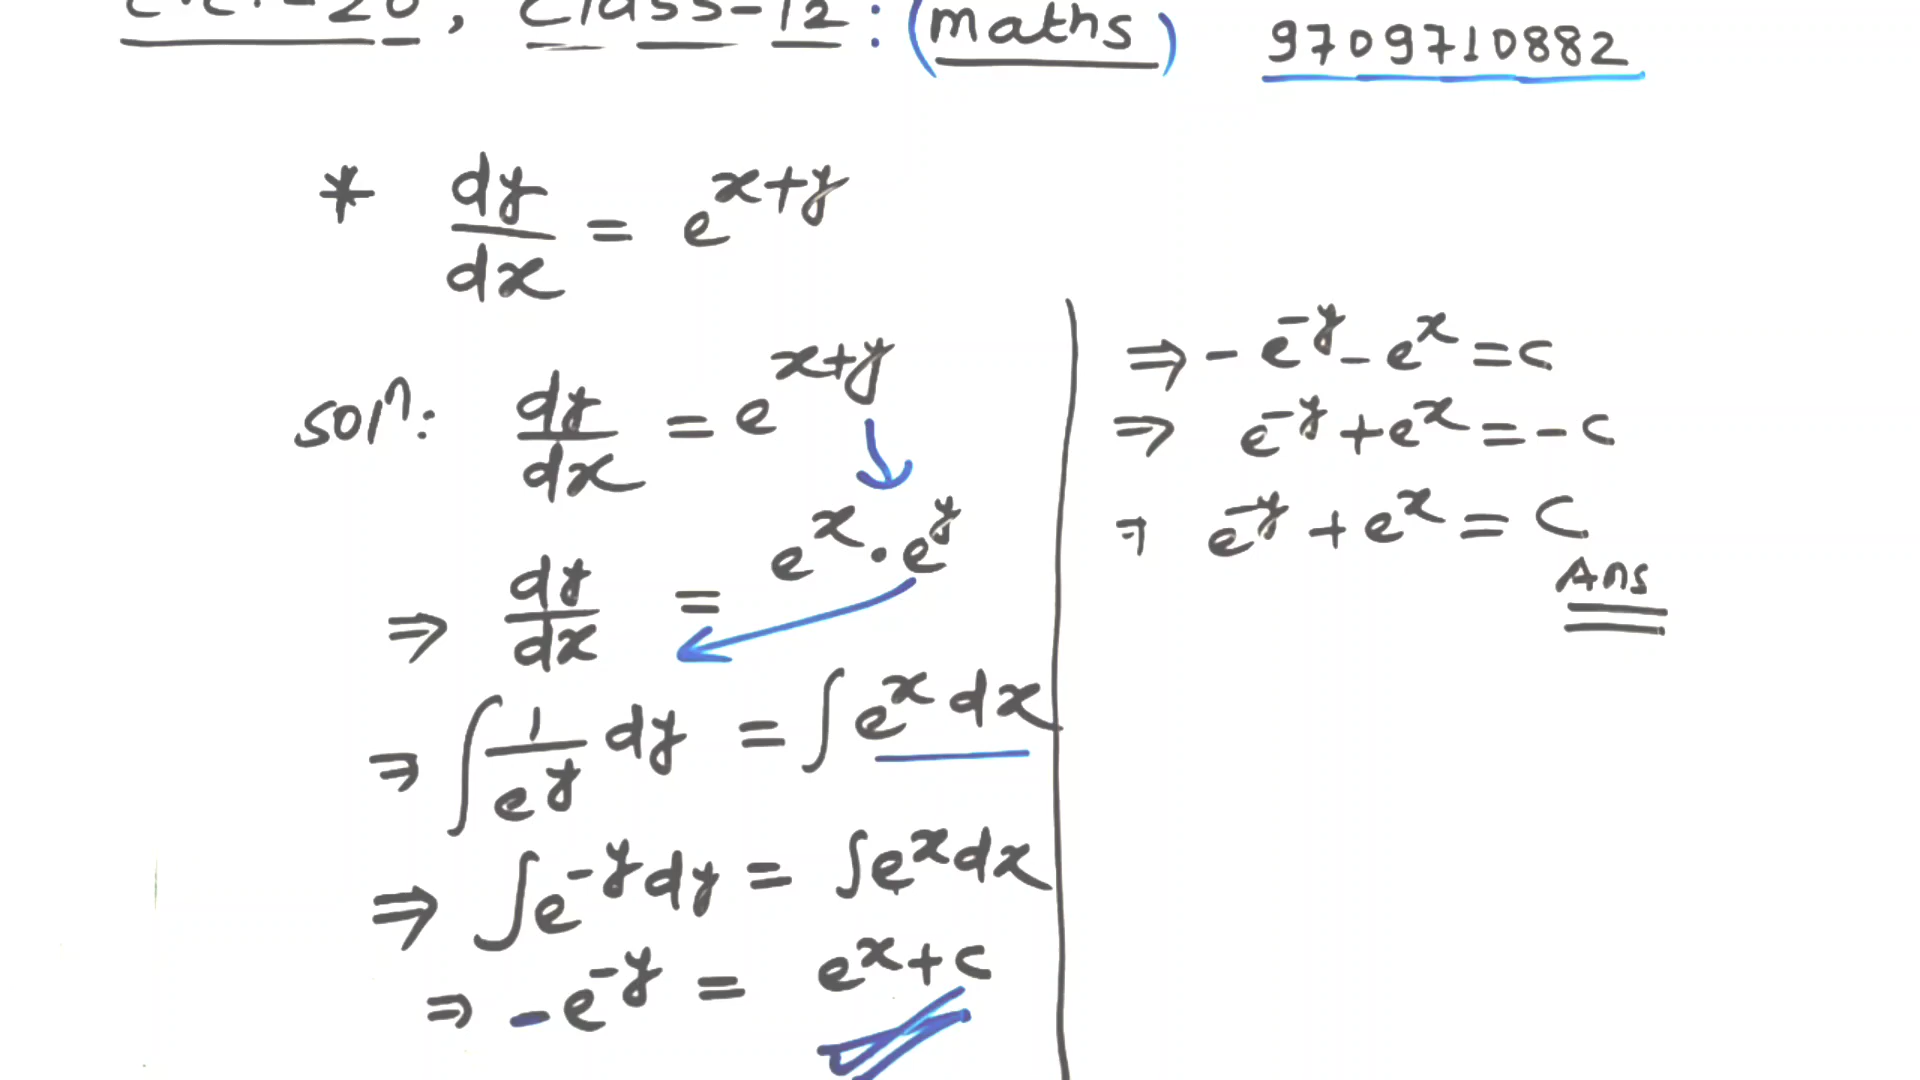 Class-12 : (maths) 9709710882
* dy/dx = e^{x+y}
soln: dy/dx = e^{x+y}
⇒ dy/dx = e^x . e^y
⇒ ∫ 1/e^y dy = ∫ e^x dx
⇒ ∫ e^{-y} dy = ∫ e^x dx
⇒ -e^{-y} = e^x + c
⇒ - e^{-y} - e^x = c
⇒ e^{-y} + e^x = - c
⇒ e^{-y} + e^x = C
Ans